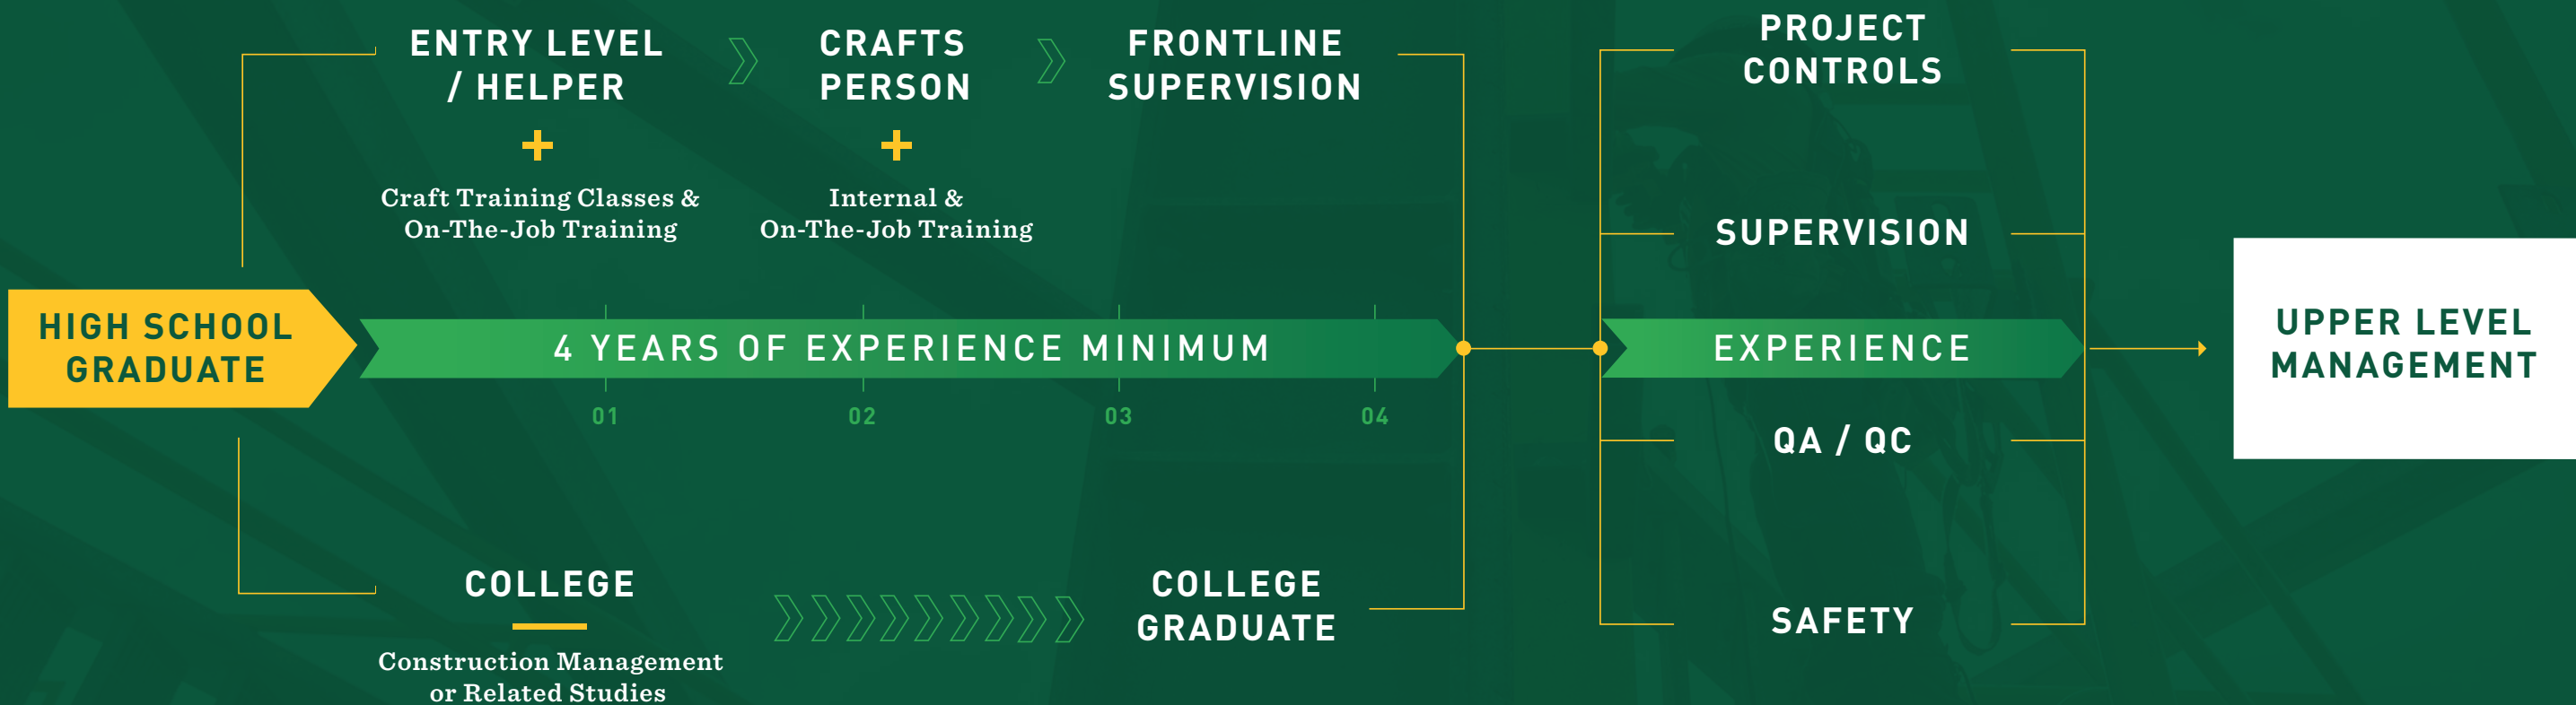 HIGH SCHOOL
GRADUATE
ENTRY LEVEL
/ HELPER
Craft Training Classes &
On-The-Job Training
CRAFTS
PERSON
Internal &
On-The-Job Training
FRONTLINE
SUPERVISION
4 YEARS OF EXPERIENCE MINIMUM
01
02
03
04
COLLEGE
Construction Management
or Related Studies
COLLEGE
GRADUATE
PROJECT
CONTROLS
SUPERVISION
EXPERIENCE
QA / QC
SAFETY
UPPER LEVEL
MANAGEMENT